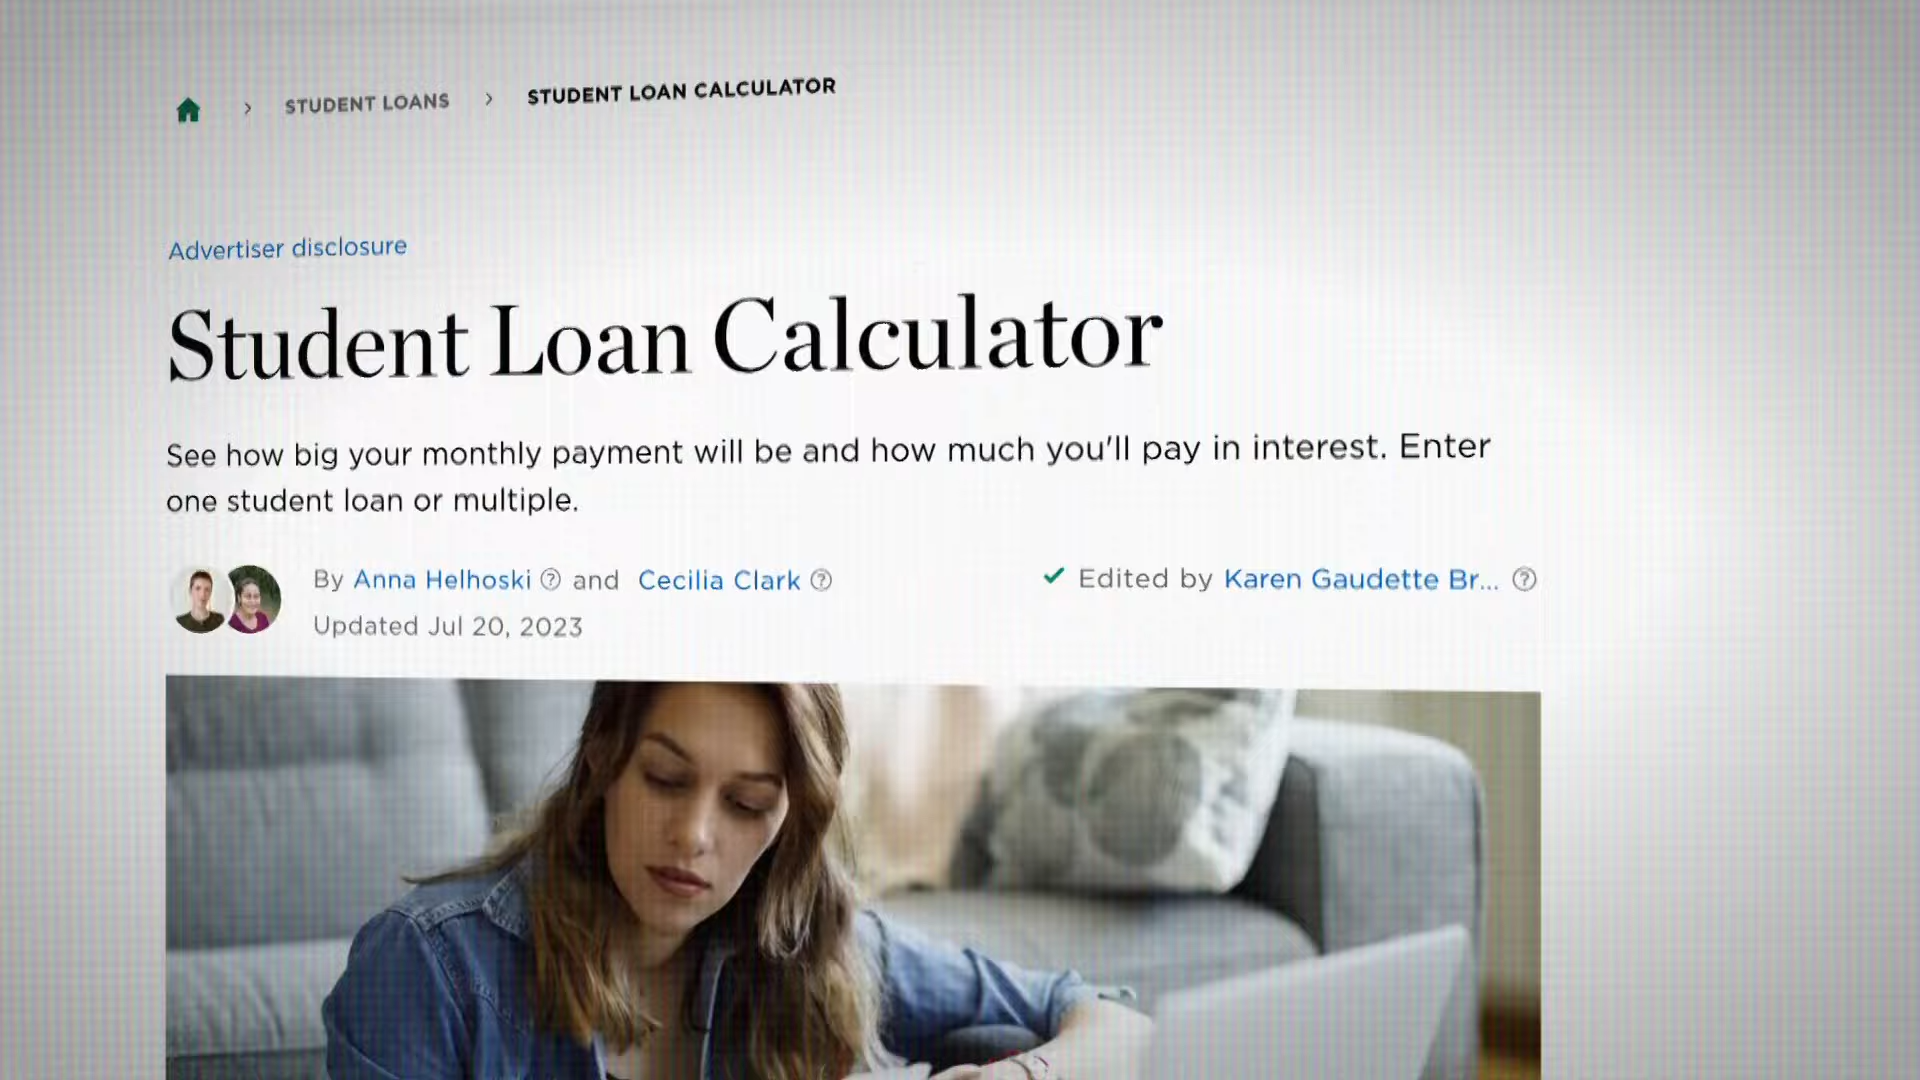 STUDENT LOANS > STUDENT LOAN CALCULATOR
Advertiser disclosure
Student Loan Calculator
See how big your monthly payment will be and how much you'll pay in interest. Enter
one student loan or multiple.
By Anna Helhoski and Cecilia Clark
Edited by Karen Gaudette Br...
Updated Jul 20, 2023